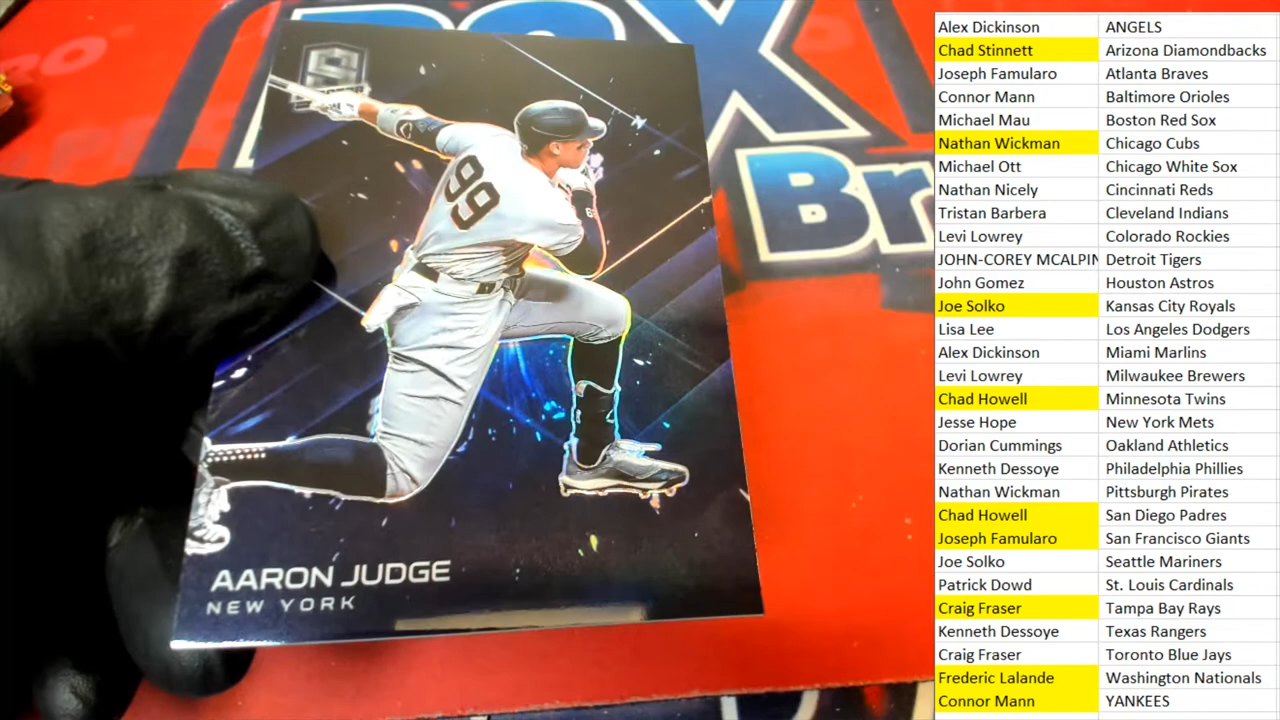 99
AARON JUDGE
NEW YORK
Br
Alex Dickinson ANGELS
Chad Stinnett Arizona Diamondbacks
Joseph Famularo Atlanta Braves
Connor Mann Baltimore Orioles
Michael Mau Boston Red Sox
Nathan Wickman Chicago Cubs
Michael Ott Chicago White Sox
Nathan Nicely Cincinnati Reds
Tristan Barbera Cleveland Indians
Levi Lowrey Colorado Rockies
JOHN-COREY MCALPIN Detroit Tigers
John Gomez Houston Astros
Joe Solko Kansas City Royals
Lisa Lee Los Angeles Dodgers
Alex Dickinson Miami Marlins
Levi Lowrey Milwaukee Brewers
Chad Howell Minnesota Twins
Jesse Hope New York Mets
Dorian Cummings Oakland Athletics
Kenneth Dessoye Philadelphia Phillies
Nathan Wickman Pittsburgh Pirates
Chad Howell San Diego Padres
Joseph Famularo San Francisco Giants
Joe Solko Seattle Mariners
Patrick Dowd St. Louis Cardinals
Craig Fraser Tampa Bay Rays
Kenneth Dessoye Texas Rangers
Craig Fraser Toronto Blue Jays
Frederic Lalande Washington Nationals
Connor Mann YANKEES